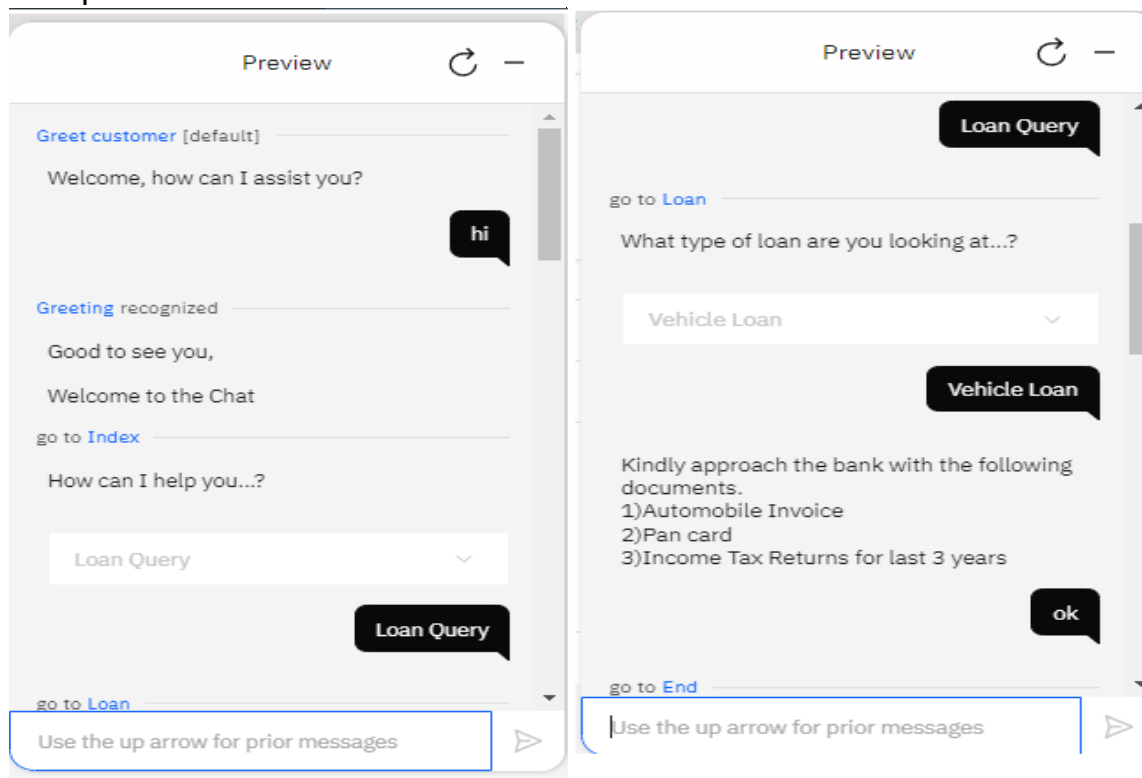 Preview
Greet customer [default]
Welcome, how can I assist you?
hi
Greeting recognized
Good to see you,
Welcome to the Chat
go to Index
How can I help you...?
Loan Query
Loan Query
go to Loan
Use the up arrow for prior messages
Preview
Loan Query
go to Loan
What type of loan are you looking at...?
Vehicle Loan
Vehicle Loan
Kindly approach the bank with the following
documents.
1)Automobile Invoice
2)Pan card
3)Income Tax Returns for last 3 years
ok
go to End
Use the up arrow for prior messages